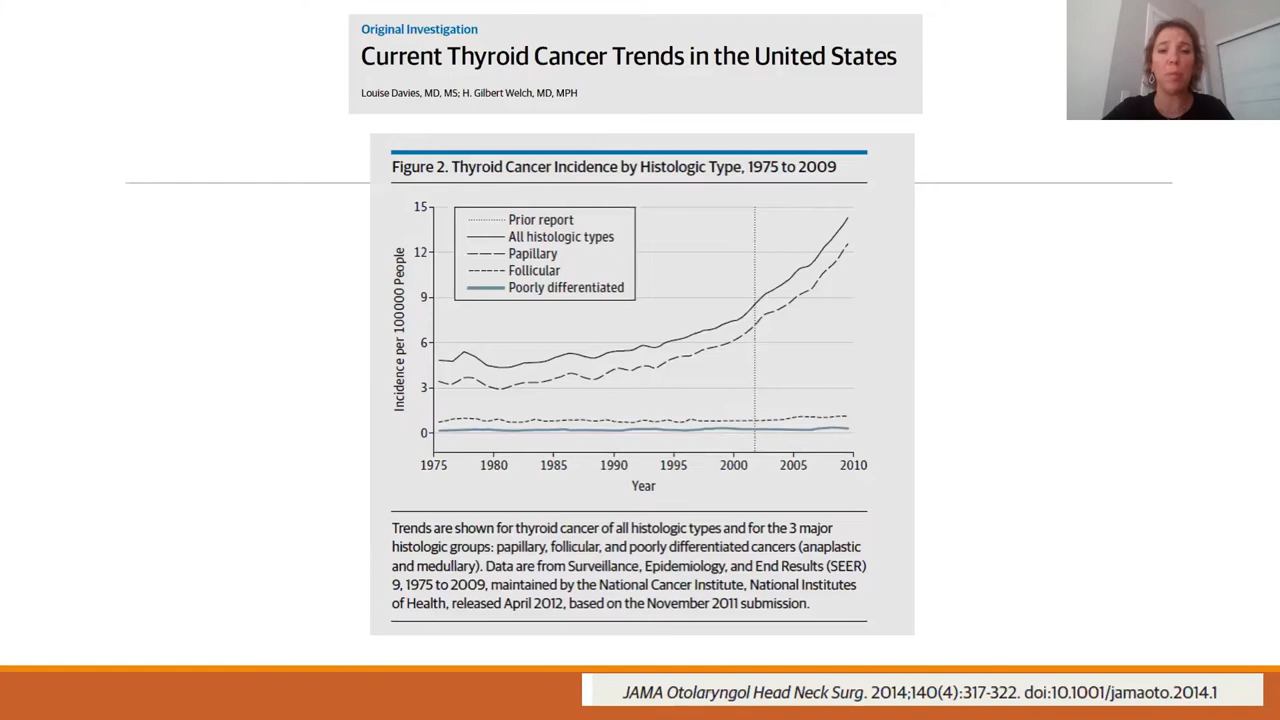 Original Investigation
Current Thyroid Cancer Trends in the United States
Louise Davies, MD, MS; H. Gilbert Welch, MD, MPH
Figure 2. Thyroid Cancer Incidence by Histologic Type, 1975 to 2009
15
12
9
6
3
0
Incidence per 100 000 People
Prior report
All histologic types
Papillary
Follicular
Poorly differentiated
1975 1980 1985 1990 1995 2000 2005 2010
Year
Trends are shown for thyroid cancer of all histologic types and for the 3 major
histologic groups: papillary, follicular, and poorly differentiated cancers (anaplastic
and medullary). Data are from Surveillance, Epidemiology, and End Results (SEER)
9, 1975 to 2009, maintained by the National Cancer Institute, National Institutes
of Health, released April 2012, based on the November 2011 submission.
JAMA Otolaryngol Head Neck Surg. 2014;140(4):317-322. doi:10.1001/jamaoto.2014.1